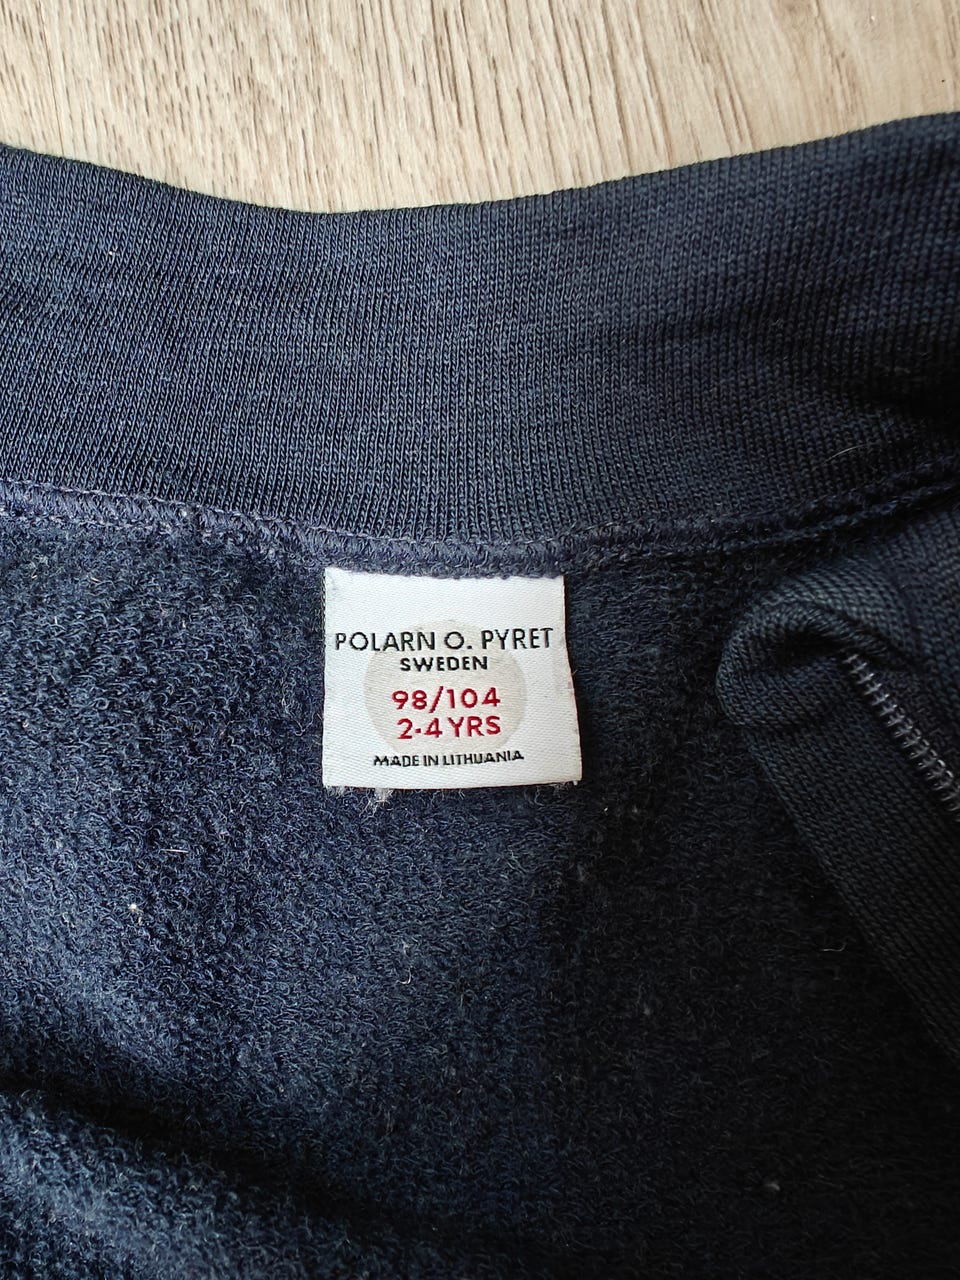 POLARN O. PYRET
SWEDEN
98/104
2-4 YRS
MADE IN LITHUANIA